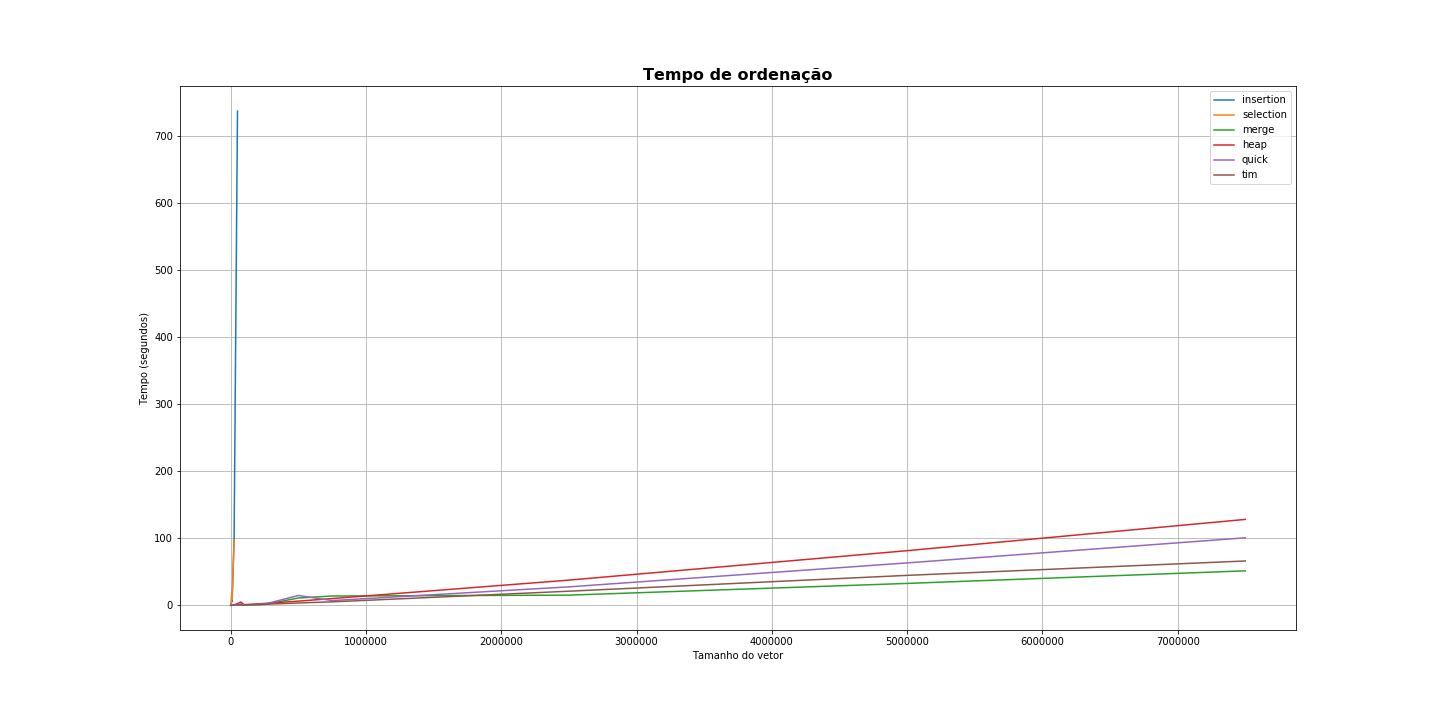 Tempo de ordenação
insertion
selection
merge
heap
quick
tim
Tempo (segundos)
700
600
500
400
300
200
100
0
0 1000000 2000000 3000000 4000000 5000000 6000000 7000000
Tamanho do vetor